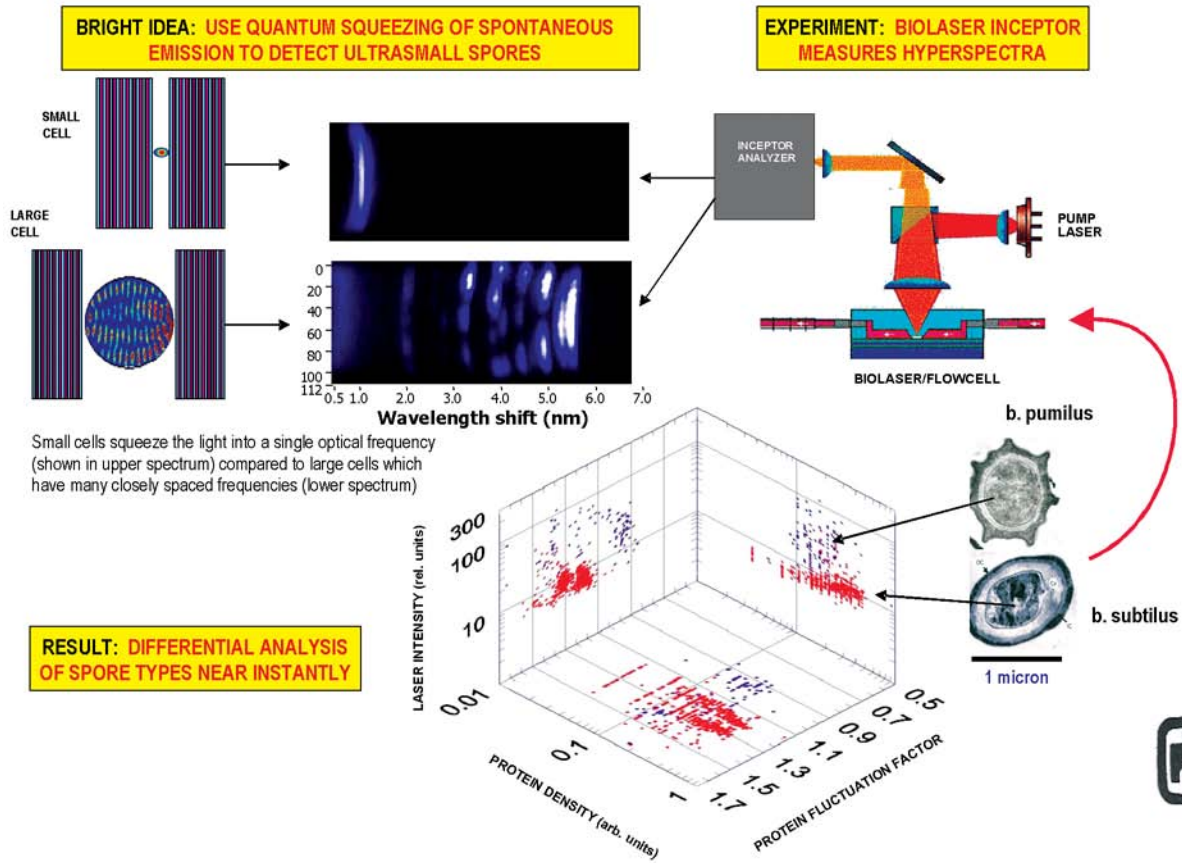 BRIGHT IDEA: USE QUANTUM SQUEEZING OF SPONTANEOUS
EMISSION TO DETECT ULTRASMALL SPORES
EXPERIMENT: BIOLASER INCEPTOR
MEASURES HYPERSPECTRA
SMALL
CELL
LARGE
CELL
0
20
40
60
80
100
112
0.5 1.0 2.0 3.0 4.0 5.0 6.0 7.0
Wavelength shift (nm)
INCEPTOR
ANALYZER
PUMP
LASER
BIOLASER/FLOWCELL
Small cells squeeze the light into a single optical frequency
(shown in upper spectrum) compared to large cells which
have many closely spaced frequencies (lower spectrum)
b. pumilus
b. subtilus
1 micron
RESULT: DIFFERENTIAL ANALYSIS
OF SPORE TYPES NEAR INSTANTLY
LASER INTENSITY (rel. units)
300
100
10
0.01
0.1
1
PROTEIN DENSITY (arb. units)
0.5
0.7
0.9
1.1
1.3
1.5
1.7
PROTEIN FLUCTUATION FACTOR